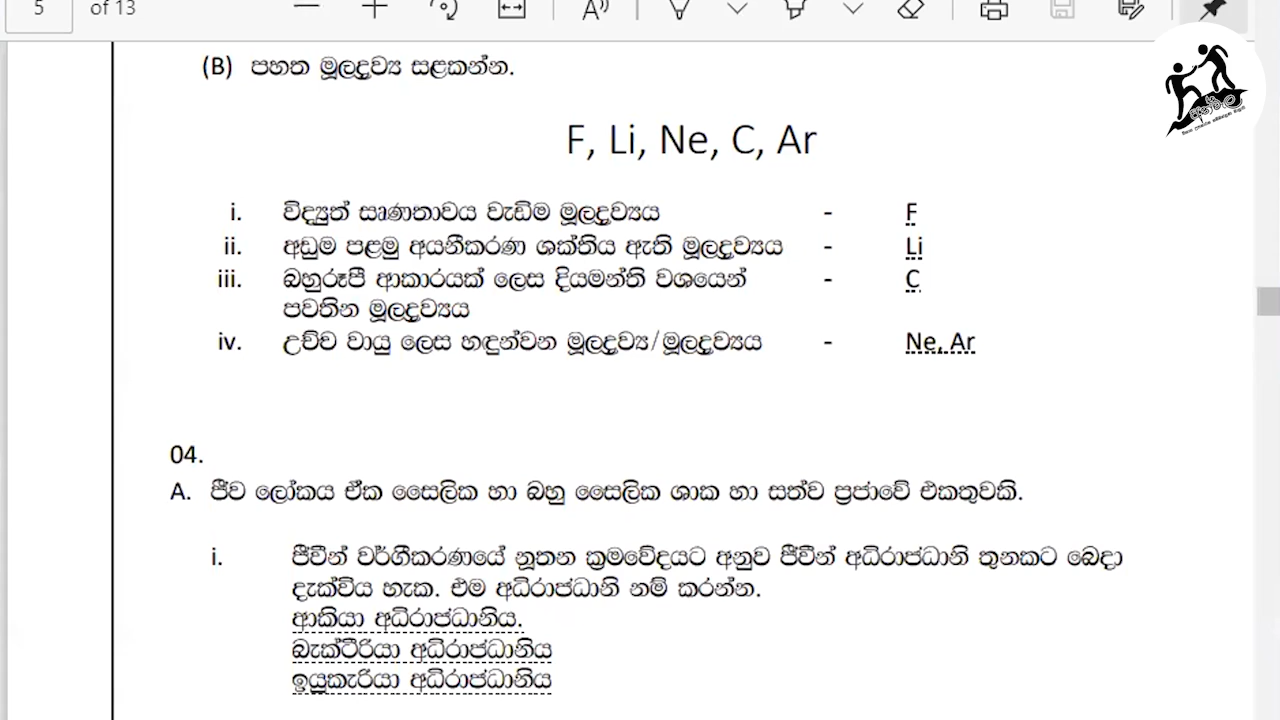 5 of 13
(B) පහත මූලද්‍රව්‍ය සළකන්න.
F, Li, Ne, C, Ar
i. විද්‍යුත් සෘණතාවය වැඩිම මූලද්‍රව්‍යය - F
ii. අඩුම පළමු අයනීකරණ ශක්තිය ඇති මූලද්‍රව්‍යය - Li
iii. බහුරූපී ආකාරයක් ලෙස දියමන්ති වශයෙන් - C
පවතින මූලද්‍රව්‍යය
iv. උච්ච වායු ලෙස හඳුන්වන මූලද්‍රව්‍ය/මූලද්‍රව්‍යය - Ne, Ar
04.
A. ජීව ලෝකය ඒක සෛලික හා බහු සෛලික ශාක හා සත්ව ප්‍රජාවේ එකතුවකි.
i. ජීවීන් වර්ගීකරණයේ නූතන ක්‍රමවේදයට අනුව ජීවීන් අධිරාජධානි තුනකට බෙදා
දැක්විය හැක. එම අධිරාජධානි නම් කරන්න.
ආකියා අධිරාජධානිය.
බැක්ටීරියා අධිරාජධානිය
ඉයුකැරියා අධිරාජධානිය